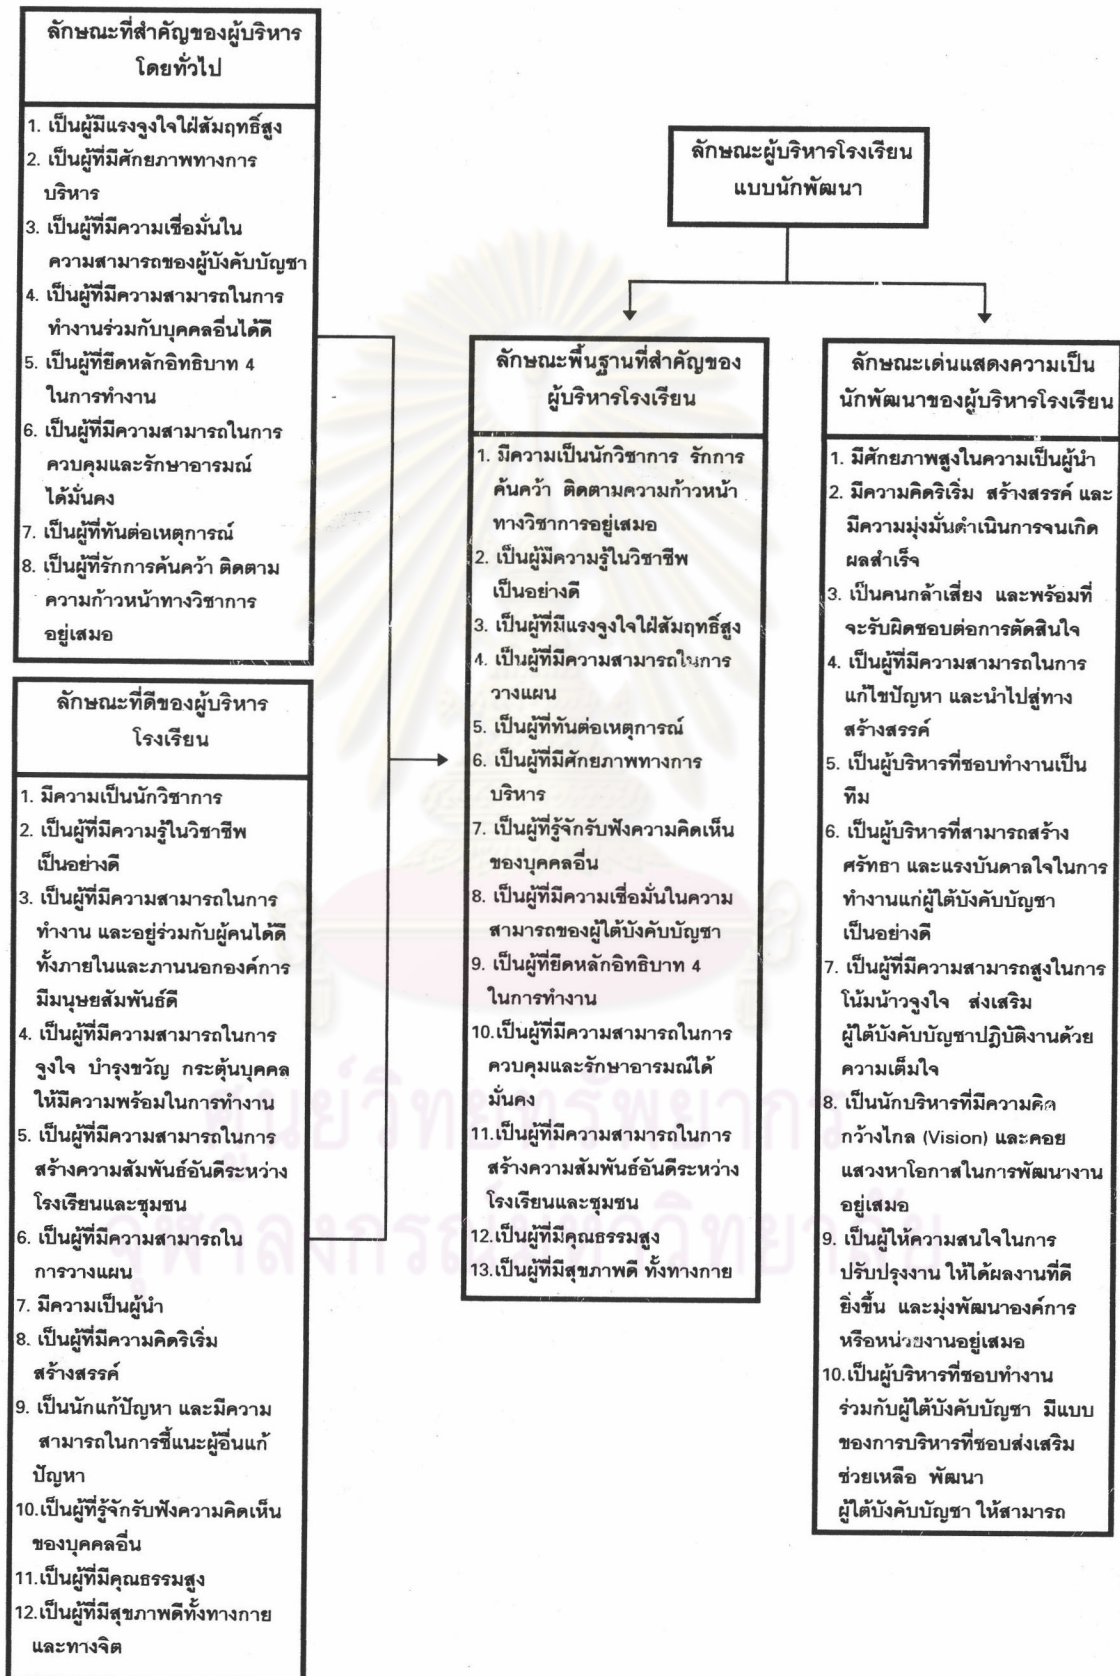 ลักษณะที่สำคัญของผู้บริหาร
โดยทั่วไป
1. เป็นผู้มีแรงจูงใจใฝ่สัมฤทธิ์สูง
2. เป็นผู้ที่มีศักยภาพทางการ
บริหาร
3. เป็นผู้ที่มีความเชื่อมั่นใน
ความสามารถของผู้บังคับบัญชา
4. เป็นผู้ที่มีความสามารถในการ
ทำงานร่วมกับบุคคลอื่นได้ดี
5. เป็นผู้ที่ยึดหลักอิทธิบาท 4
ในการทำงาน
6. เป็นผู้ที่มีความสามารถในการ
ควบคุมและรักษาอารมณ์
ได้มั่นคง
7. เป็นผู้ที่ทันต่อเหตุการณ์
8. เป็นผู้ที่รักการค้นคว้า ติดตาม
ความก้าวหน้าทางวิชาการ
อยู่เสมอ
ลักษณะที่ดีของผู้บริหาร
โรงเรียน
1. มีความเป็นนักวิชาการ
2. เป็นผู้ที่มีความรู้ในวิชาชีพ
เป็นอย่างดี
3. เป็นผู้ที่มีความสามารถในการ
ทำงาน และอยู่ร่วมกับผู้คนได้ดี
ทั้งภายในและภานนอกองค์การ
มีมนุษยสัมพันธ์ดี
4. เป็นผู้ที่มีความสามารถในการ
จูงใจ บำรุงขวัญ กระตุ้นบุคคล
ให้มีความพร้อมในการทำงาน
5. เป็นผู้ที่มีความสามารถในการ
สร้างความสัมพันธ์อันดีระหว่าง
โรงเรียนและชุมชน
6. เป็นผู้ที่มีความสามารถใน
การวางแผน
7. มีความเป็นผู้นำ
8. เป็นผู้ที่มีความคิดริเริ่ม
สร้างสรรค์
9. เป็นนักแก้ปัญหา และมีความ
สามารถในการชี้แนะผู้อื่นแก้
ปัญหา
10.เป็นผู้ที่รู้จักรับฟังความคิดเห็น
ของบุคคลอื่น
11.เป็นผู้ที่มีคุณธรรมสูง
12.เป็นผู้ที่มีสุขภาพดีทั้งทางกาย
และทางจิต
ลักษณะผู้บริหารโรงเรียน
แบบนักพัฒนา
ลักษณะพื้นฐานที่สำคัญของ
ผู้บริหารโรงเรียน
1. มีความเป็นนักวิชาการ รักการ
ค้นคว้า ติดตามความก้าวหน้า
ทางวิชาการอยู่เสมอ
2. เป็นผู้มีความรู้ในวิชาชีพ
เป็นอย่างดี
3. เป็นผู้ที่มีแรงจูงใจใฝ่สัมฤทธิ์สูง
4. เป็นผู้ที่มีความสามารถในการ
วางแผน
5. เป็นผู้ที่ทันต่อเหตุการณ์
6. เป็นผู้ที่มีศักยภาพทางการ
บริหาร
7. เป็นผู้ที่รู้จักรับฟังความคิดเห็น
ของบุคคลอื่น
8. เป็นผู้ที่มีความเชื่อมั่นในความ
สามารถของผู้ใต้บังคับบัญชา
9. เป็นผู้ที่ยึดหลักอิทธิบาท 4
ในการทำงาน
10.เป็นผู้ที่มีความสามารถในการ
ควบคุมและรักษาอารมณ์ได้
มั่นคง
11.เป็นผู้ที่มีความสามารถในการ
สร้างความสัมพันธ์อันดีระหว่าง
โรงเรียนและชุมชน
12.เป็นผู้ที่มีคุณธรรมสูง
13.เป็นผู้ที่มีสุขภาพดี ทั้งทางกาย
ลักษณะเด่นแสดงความเป็น
นักพัฒนาของผู้บริหารโรงเรียน
1. มีศักยภาพสูงในความเป็นผู้นำ
2. มีความคิดริเริ่ม สร้างสรรค์ และ
มีความมุ่งมั่นดำเนินการจนเกิด
ผลสำเร็จ
3. เป็นคนกล้าเสี่ยง และพร้อมที่
จะรับผิดชอบต่อการตัดสินใจ
4. เป็นผู้ที่มีความสามารถในการ
แก้ไขปัญหา และนำไปสู่ทาง
สร้างสรรค์
5. เป็นผู้บริหารที่ชอบทำงานเป็น
ทีม
6. เป็นผู้บริหารที่สามารถสร้าง
ศรัทธา และแรงบันดาลใจในการ
ทำงานแก่ผู้ใต้บังคับบัญชา
เป็นอย่างดี
7. เป็นผู้ที่มีความสามารถสูงในการ
โน้มน้าวจูงใจ ส่งเสริม
ผู้ใต้บังคับบัญชาปฏิบัติงานด้วย
ความเต็มใจ
8. เป็นนักบริหารที่มีความคิด
กว้างไกล (Vision) และคอย
แสวงหาโอกาสในการพัฒนางาน
อยู่เสมอ
9. เป็นผู้ให้ความสนใจในการ
ปรับปรุงงาน ให้ได้ผลงานที่ดี
ยิ่งขึ้น และมุ่งพัฒนาองค์การ
หรือหน่วยงานอยู่เสมอ
10.เป็นผู้บริหารที่ชอบทำงาน
ร่วมกับผู้ใต้บังคับบัญชา มีแบบ
ของการบริหารที่ชอบส่งเสริม
ช่วยเหลือ พัฒนา
ผู้ใต้บังคับบัญชา ให้สามารถ
ศูนย์วิทยทรัพยากร
จุฬาลงกรณ์มหาวิทยาลัย